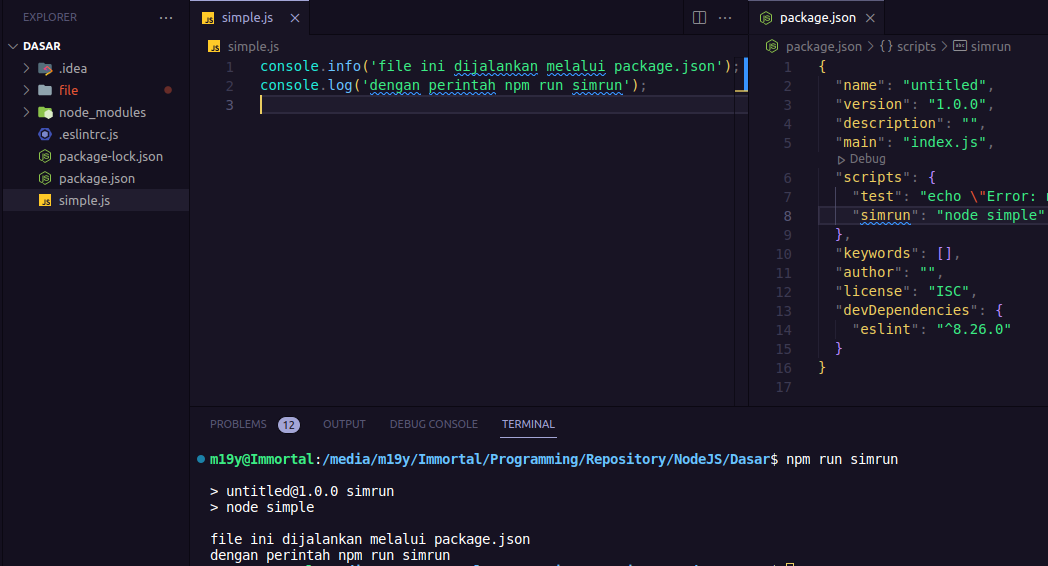 EXPLORER
DASAR
.idea
file
node_modules
.eslintrc.js
package-lock.json
package.json
JS simple.js
JS simple.js
JS simple.js
1 console.info('file ini dijalankan melalui package.json');
2 console.log('dengan perintah npm run simrun');
3
package.json
package.json > {} scripts > abc simrun
1 {
2 "name": "untitled",
3 "version": "1.0.0",
4 "description": "",
5 "main": "index.js",
Debug
6 "scripts": {
7 "test": "echo \"Error:
8 "simrun": "node simple"
9 },
10 "keywords": [],
11 "author": "",
12 "license": "ISC",
13 "devDependencies": {
14 "eslint": "^8.26.0"
15 }
16 }
17
PROBLEMS 12 OUTPUT DEBUG CONSOLE TERMINAL
m19y@Immortal:/media/m19y/Immortal/Programming/Repository/NodeJS/Dasar$ npm run simrun
> untitled@1.0.0 simrun
> node simple
file ini dijalankan melalui package.json
dengan perintah npm run simrun